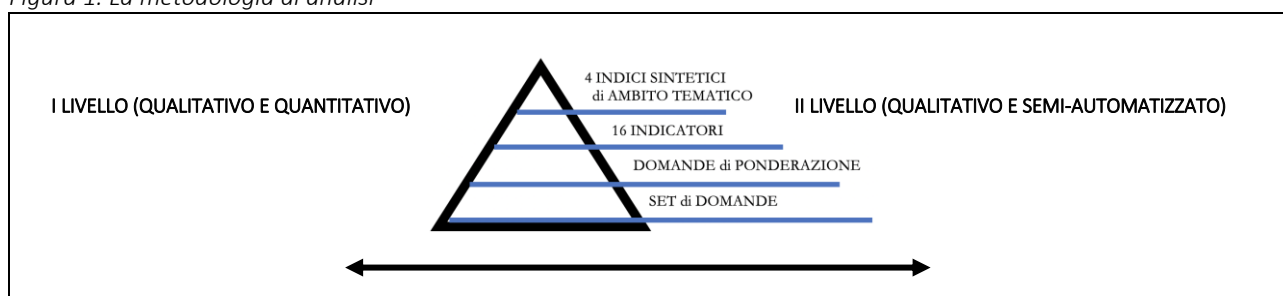 Figura 1. La metodologia di analisi
4 INDICI SINTETICI
di AMBITO TEMATICO
I LIVELLO (QUALITATIVO E QUANTITATIVO)
II LIVELLO (QUALITATIVO E SEMI-AUTOMATIZZATO)
16 INDICATORI
DOMANDE di PONDERAZIONE
SET di DOMANDE